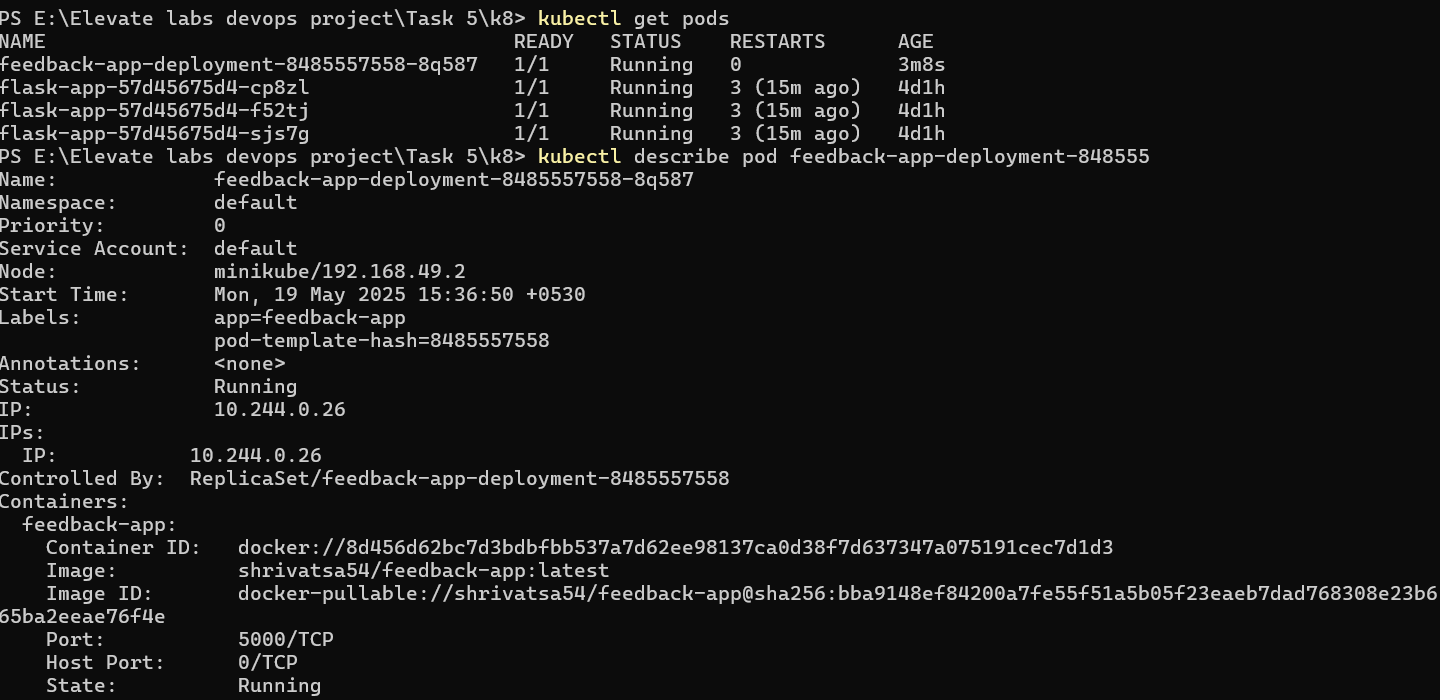 PS E:\Elevate labs devops project\Task 5\k8> kubectl get pods
NAME                                       READY   STATUS    RESTARTS      AGE
feedback-app-deployment-8485557558-8q587   1/1     Running   0             3m8s
flask-app-57d45675d4-cp8zl                 1/1     Running   3 (15m ago)   4d1h
flask-app-57d45675d4-f52tj                 1/1     Running   3 (15m ago)   4d1h
flask-app-57d45675d4-sjs7g                 1/1     Running   3 (15m ago)   4d1h
PS E:\Elevate labs devops project\Task 5\k8> kubectl describe pod feedback-app-deployment-848555
Name:             feedback-app-deployment-8485557558-8q587
Namespace:        default
Priority:         0
Service Account:  default
Node:             minikube/192.168.49.2
Start Time:       Mon, 19 May 2025 15:36:50 +0530
Labels:           app=feedback-app
                  pod-template-hash=8485557558
Annotations:      <none>
Status:           Running
IP:               10.244.0.26
IPs:
  IP:           10.244.0.26
Controlled By:  ReplicaSet/feedback-app-deployment-8485557558
Containers:
  feedback-app:
    Container ID:   docker://8d456d62bc7d3bdbfbb537a7d62ee98137ca0d38f7d637347a075191cec7d1d3
    Image:          shrivatsa54/feedback-app:latest
    Image ID:       docker-pullable://shrivatsa54/feedback-app@sha256:bba9148ef84200a7fe55f51a5b05f23eaeb7dad768308e23b6
65ba2eeae76f4e
    Port:           5000/TCP
    Host Port:      0/TCP
    State:          Running